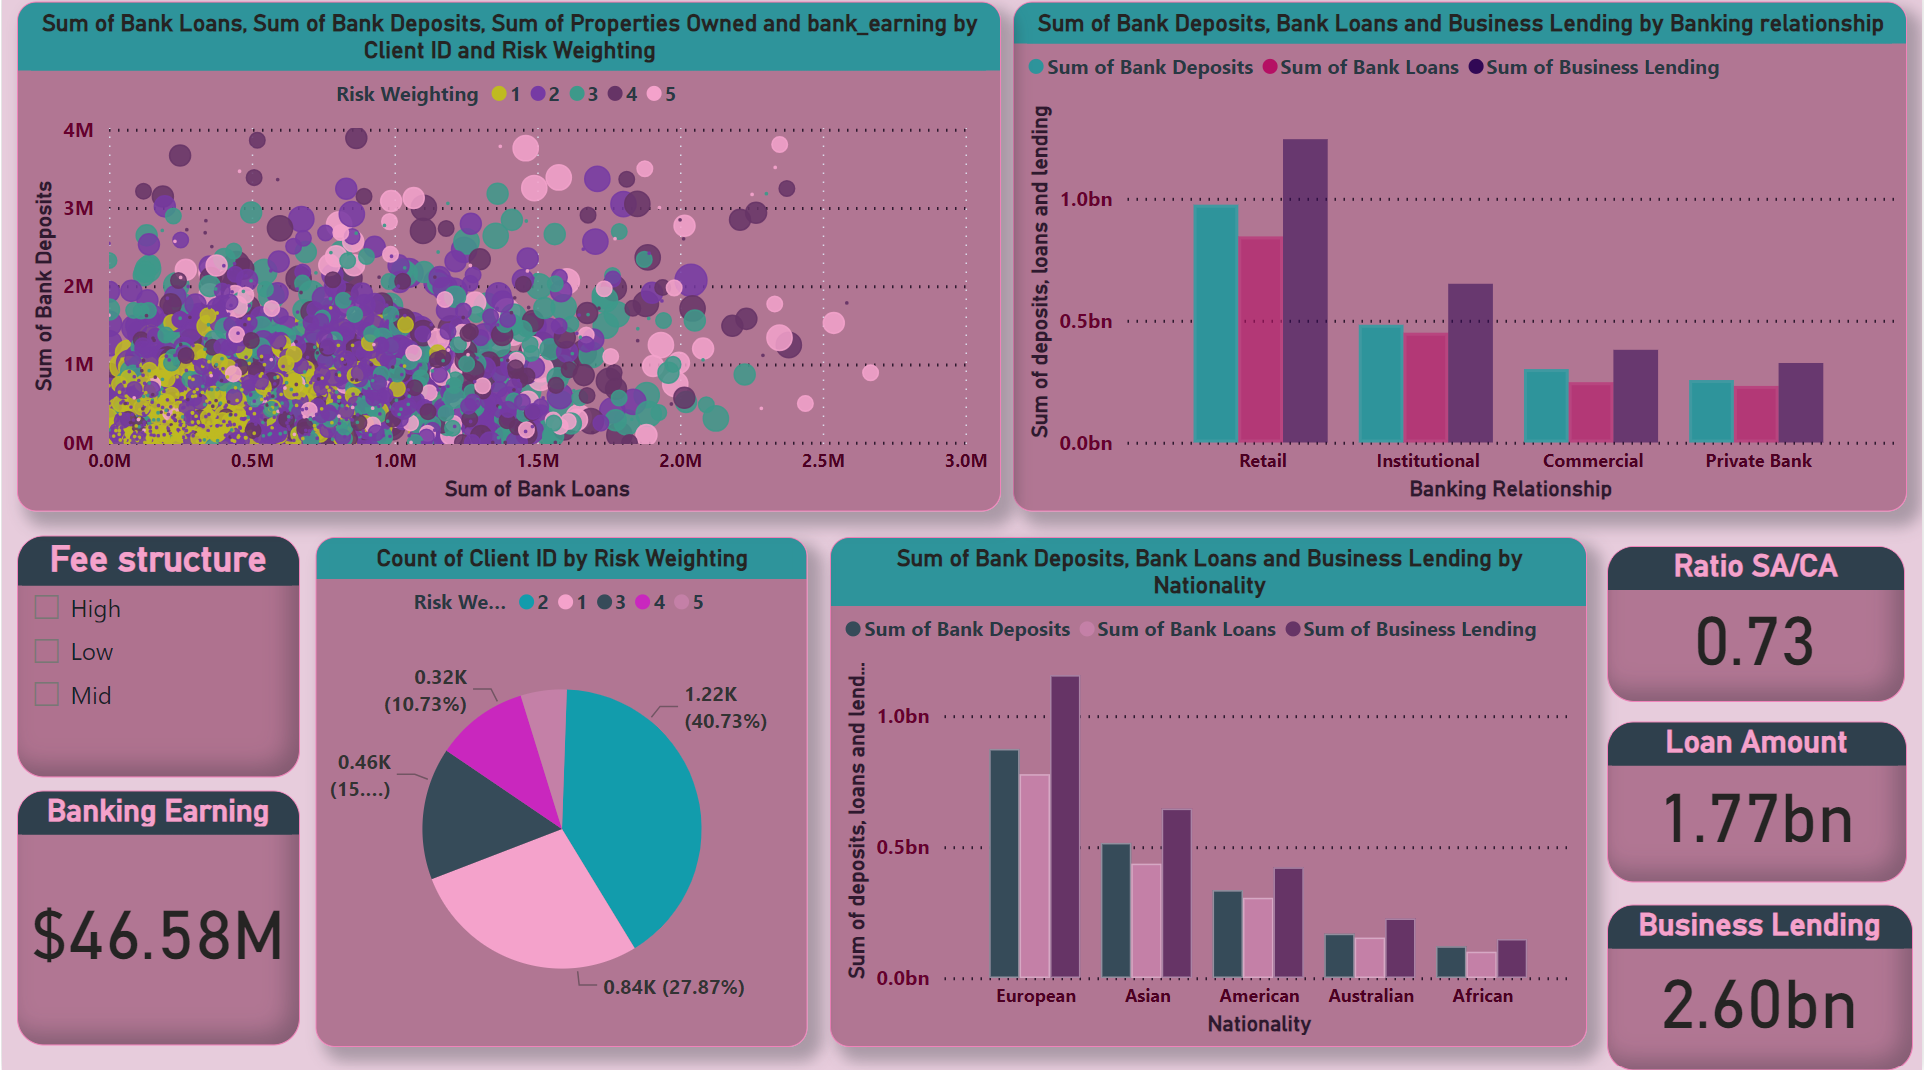 Sum of Bank Loans, Sum of Bank Deposits, Sum of Properties Owned and bank_earning by
Client ID and Risk Weighting
Risk Weighting 1 2 3 4 5
Sum of Bank Deposits
4M
3M
2M
1M
0M
0.0M 0.5M 1.0M 1.5M 2.0M 2.5M 3.0M
Sum of Bank Loans
Sum of Bank Deposits, Bank Loans and Business Lending by Banking relationship
Sum of Bank Deposits Sum of Bank Loans Sum of Business Lending
Sum of deposits, loans and lending
1.0bn
0.5bn
0.0bn
Retail Institutional Commercial Private Bank
Banking Relationship
Fee structure
High
Low
Mid
Banking Earning
$46.58M
Count of Client ID by Risk Weighting
Risk We... 2 1 3 4 5
0.32K
(10.73%)
1.22K
(40.73%)
0.46K
(15....)
0.84K (27.87%)
Sum of Bank Deposits, Bank Loans and Business Lending by
Nationality
Sum of Bank Deposits Sum of Bank Loans Sum of Business Lending
Sum of deposits, loans and lend...
1.0bn
0.5bn
0.0bn
European Asian American Australian African
Nationality
Ratio SA/CA
0.73
Loan Amount
1.77bn
Business Lending
2.60bn